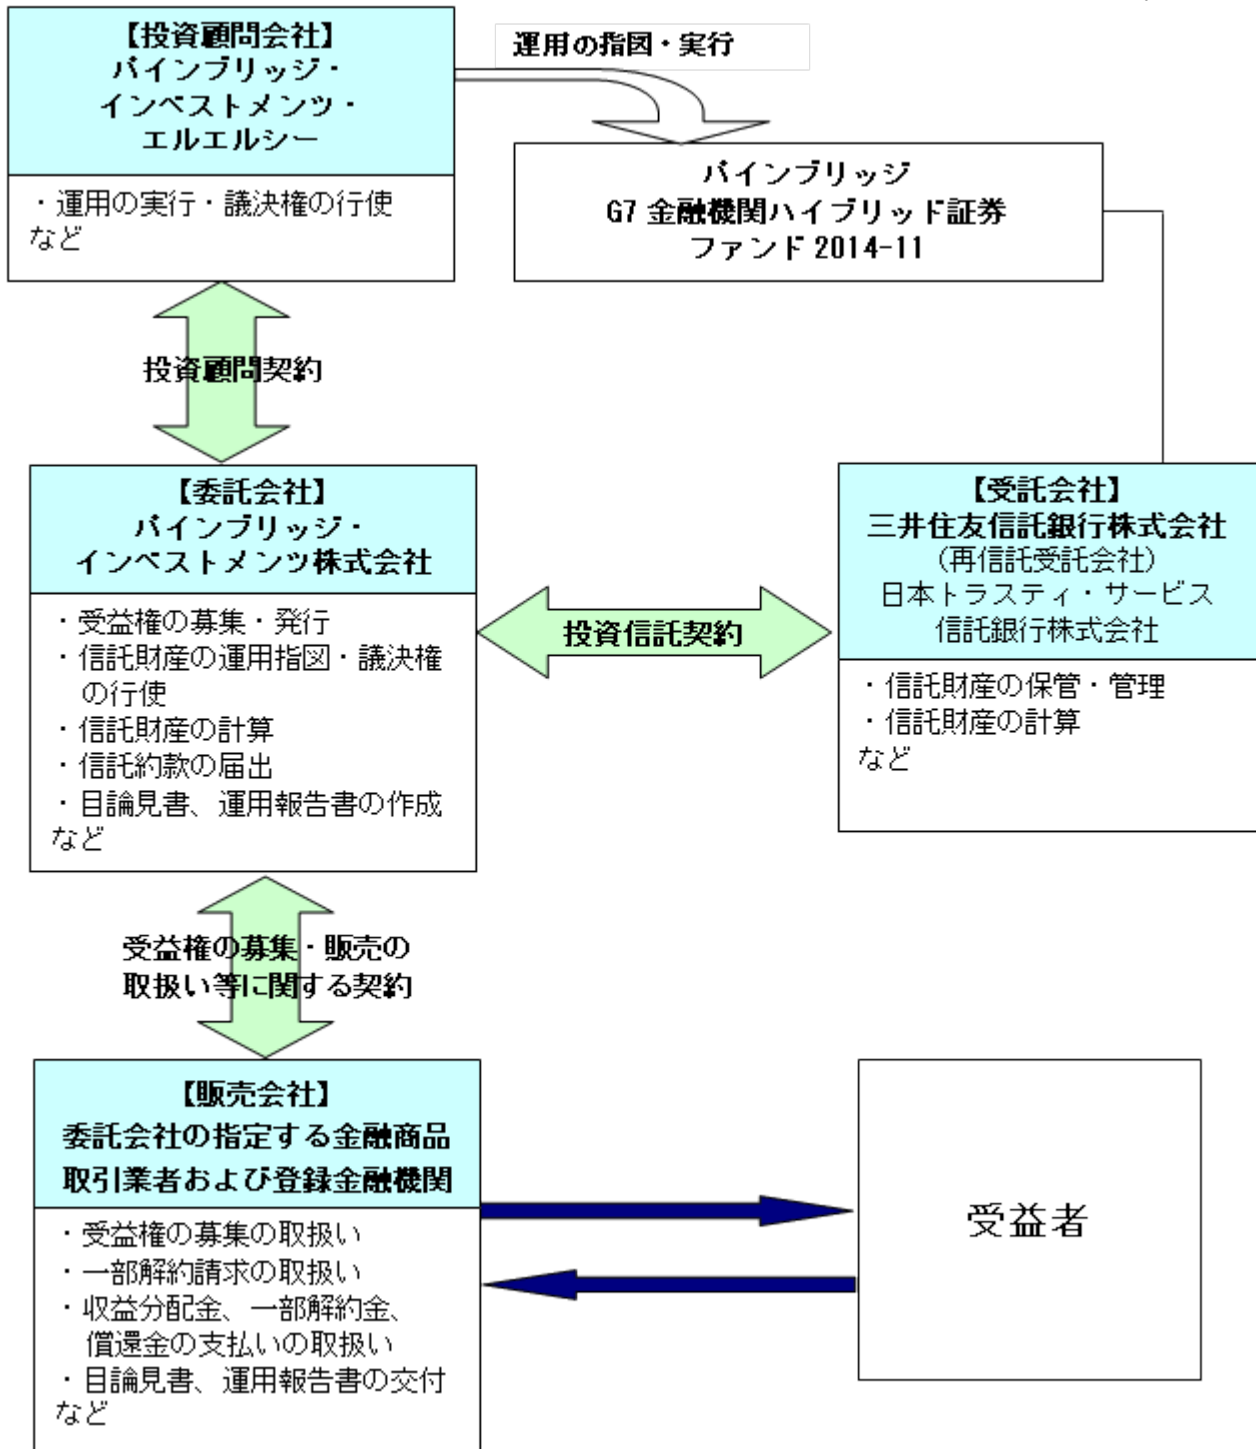 【投資顧問会社】
パインブリッジ・
インベストメンツ・
エルエルシー
・運用の実行・議決権の行使
など
運用の指図・実行
パインブリッジ
G7 金融機関ハイブリッド証券
ファンド 2014-11
投資顧問契約
【委託会社】
パインブリッジ・
インベストメンツ株式会社
・受益権の募集・発行
・信託財産の運用指図・議決権
の行使
・信託財産の計算
・信託約款の届出
・目論見書、運用報告書の作成
など
投資信託契約
【受託会社】
三井住友信託銀行株式会社
(再信託受託会社)
日本トラスティ・サービス
信託銀行株式会社
・信託財産の保管・管理
・信託財産の計算
など
受益権の募集・販売の
取扱い等に関する契約
【販売会社】
委託会社の指定する金融商品
取引業者および登録金融機関
・受益権の募集の取扱い
・一部解約請求の取扱い
・収益分配金、一部解約金、
償還金の支払いの取扱い
・目論見書、運用報告書の交付
など
受益者